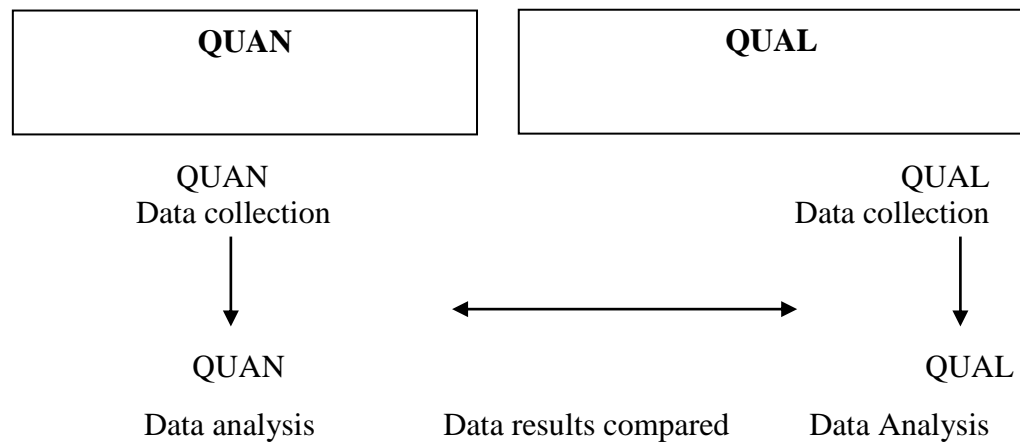 QUAN QUAL
QUAN QUAL
Data collection Data collection
QUAN QUAL
Data analysis Data results compared Data Analysis